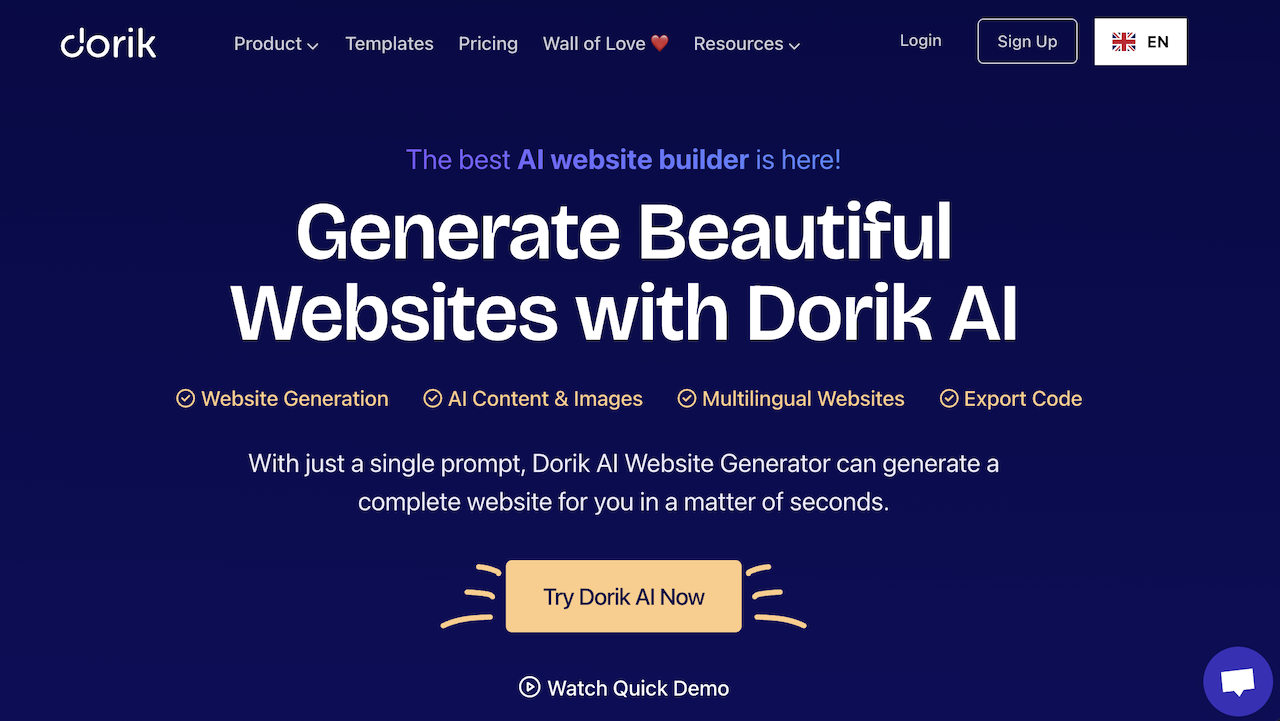 dorik
Product
Templates
Pricing
Wall of Love ❤️
Resources
Login
Sign Up
EN
The best AI website builder is here!
Generate Beautiful
Websites with Dorik AI
Website Generation
AI Content & Images
Multilingual Websites
Export Code
With just a single prompt, Dorik AI Website Generator can generate a
complete website for you in a matter of seconds.
Try Dorik AI Now
Watch Quick Demo